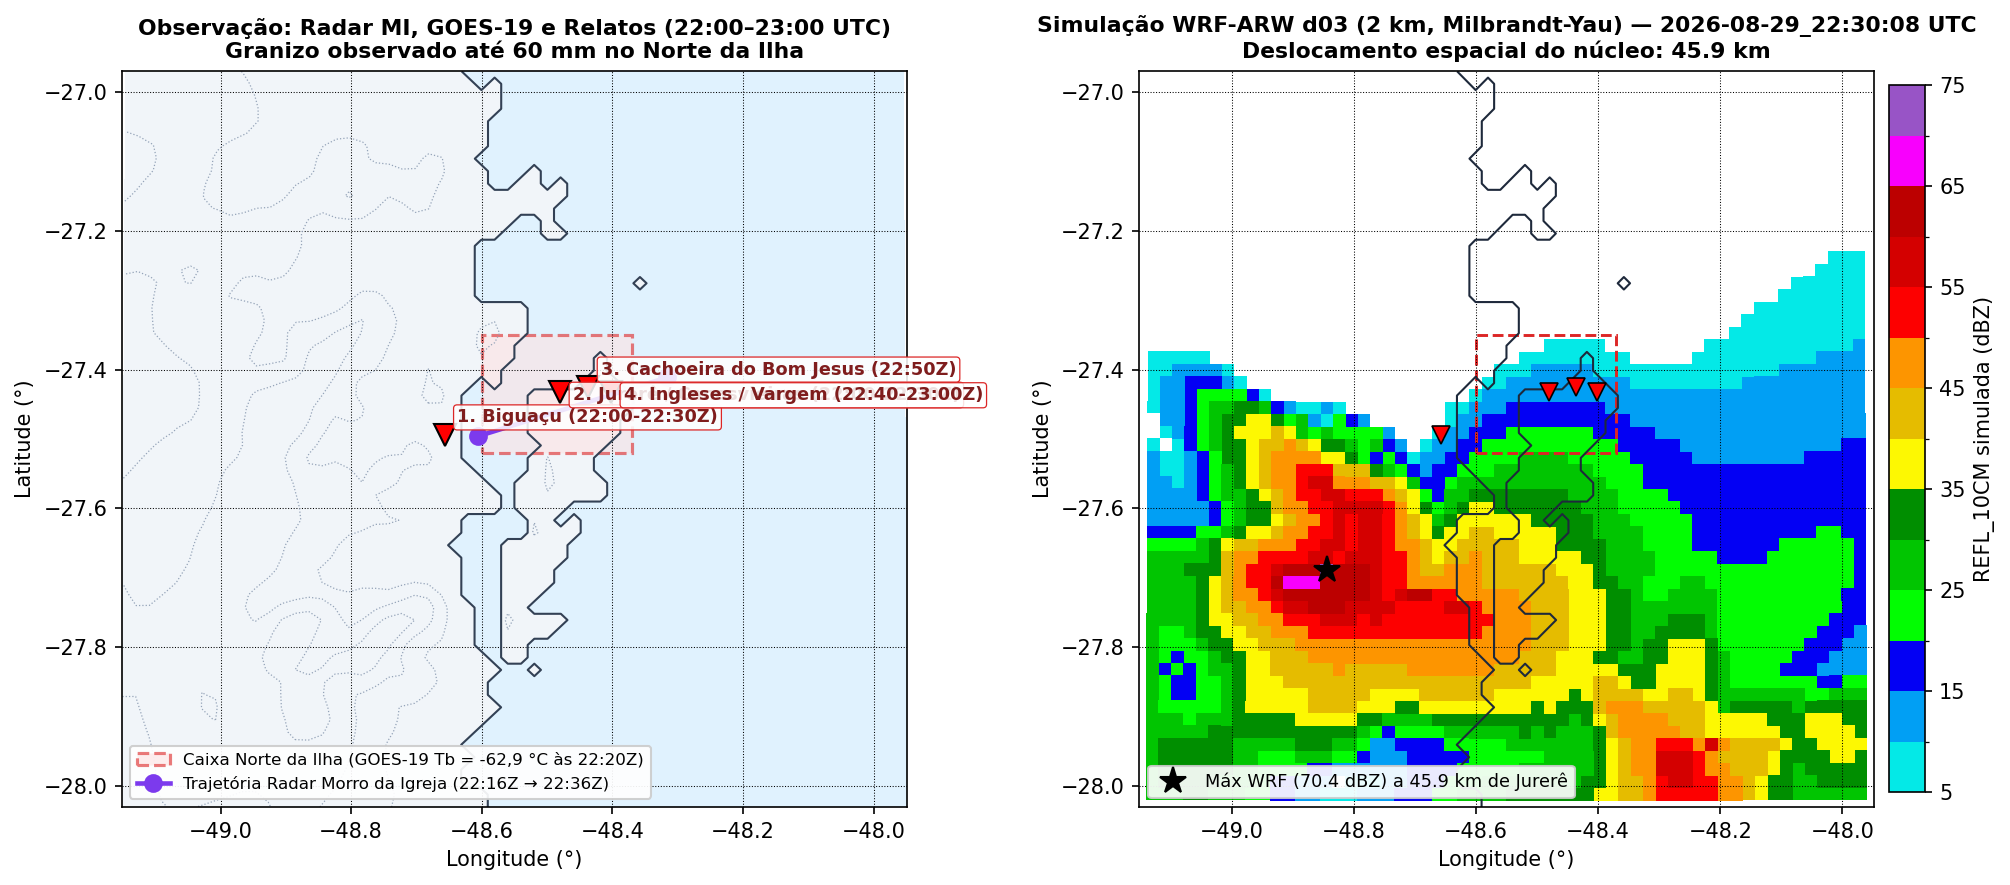 Observação: Radar MI, GOES-19 e Relatos (22:00–23:00 UTC)
Granizo observado até 60 mm no Norte da Ilha
−27.0
−27.2
−27.4
−27.6
−27.8
−28.0
Latitude (°)
3. Cachoeira do Bom Jesus (22:50Z)
2. Ju
4. Ingleses / Vargem (22:40-23:00Z)
1. Biguaçu (22:00-22:30Z)
Caixa Norte da Ilha (GOES-19 Tb = -62,9 °C às 22:20Z)
Trajetória Radar Morro da Igreja (22:16Z → 22:36Z)
−49.0
−48.8
−48.6
−48.4
−48.2
−48.0
Longitude (°)
Simulação WRF-ARW d03 (2 km, Milbrandt-Yau) — 2026-08-29_22:30:08 UTC
Deslocamento espacial do núcleo: 45.9 km
−27.0
−27.2
−27.4
−27.6
−27.8
−28.0
Latitude (°)
Máx WRF (70.4 dBZ) a 45.9 km de Jurerê
−49.0
−48.8
−48.6
−48.4
−48.2
−48.0
Longitude (°)
75
65
55
45
35
25
15
5
REFL_10CM simulada (dBZ)